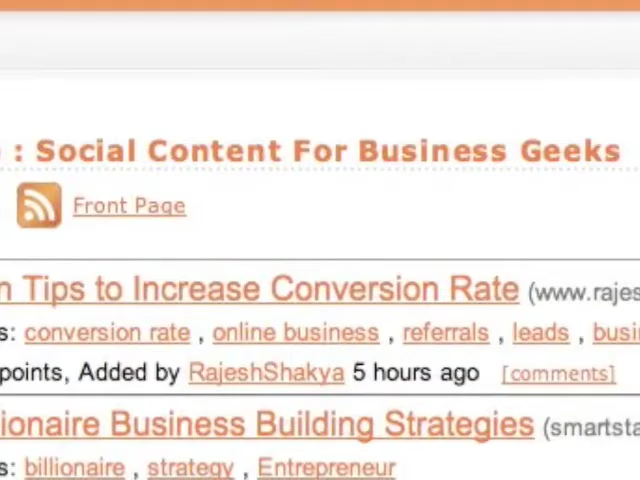 : Social Content For Business Geeks
Front Page
Tips to Increase Conversion Rate (www.rajes
s: conversion rate , online business , referrals , leads , busi
points, Added by RajeshShakya 5 hours ago [comments]
ionaire Business Building Strategies (smartsta
s: billionaire , strategy , Entrepreneur